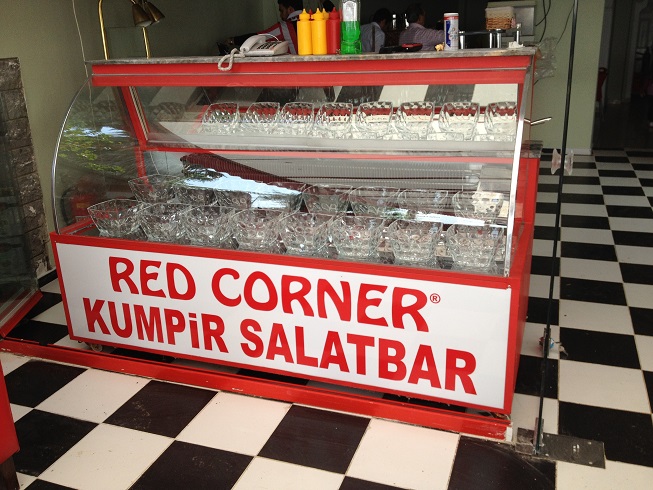 RED CORNER®
KUMPiR SALATBAR